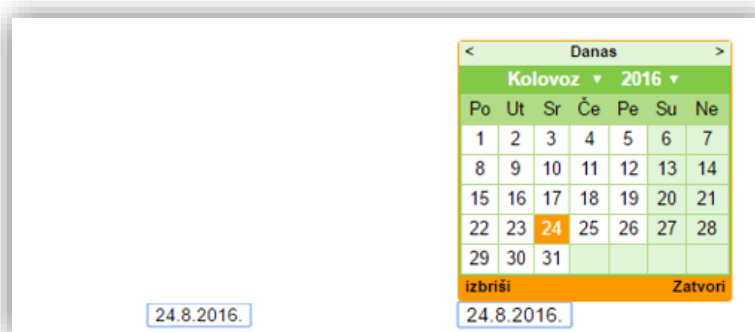 < Danas >
Kolovoz ▼ 2016 ▼
Po Ut Sr Če Pe Su Ne
1 2 3 4 5 6 7
8 9 10 11 12 13 14
15 16 17 18 19 20 21
22 23 24 25 26 27 28
29 30 31
izbriši Zatvori
24.8.2016. 24.8.2016.